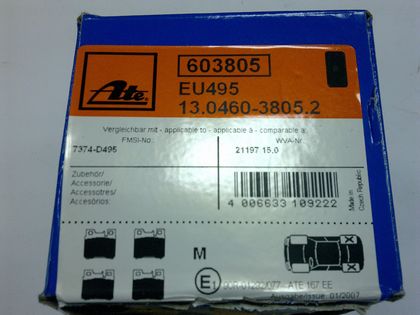 Ate
603805
EU495
13.0460-3805.2
Vergleichbar mit - applicable to - applicable à - comparable a:
FMSI-No. WVA-Nr.
7374-D495 21197 15.0
Zubehör/
Accessorie/
Accessoires/
Accesórios:
4 006633 109222
Made in
Czech Republic
M
E1
ATE 167 EE
Ausgabe/issue: 01/2007